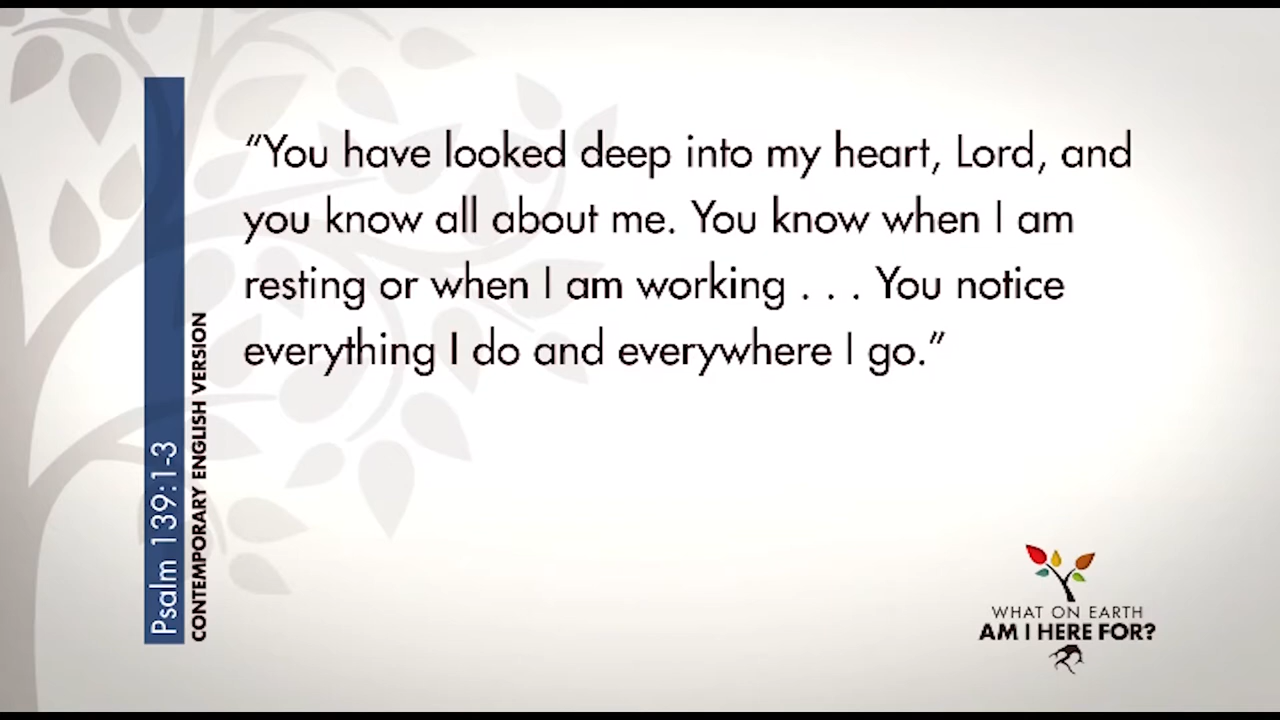 “You have looked deep into my heart, Lord, and
you know all about me. You know when I am
resting or when I am working . . . You notice
everything I do and everywhere I go.”
Psalm 139:1-3
CONTEMPORARY ENGLISH VERSION
WHAT ON EARTH
AM I HERE FOR?